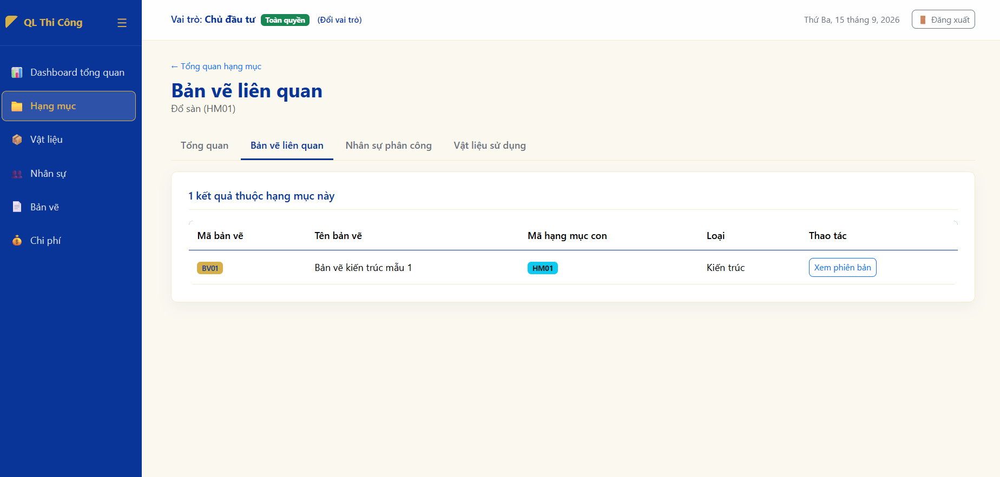 QL Thi Công ☰
Dashboard tổng quan
Hạng mục
Vật liệu
Nhân sự
Bản vẽ
Chi phí
Vai trò: Chủ đầu tư Toàn quyền (Đổi vai trò)
Thứ Ba, 15 tháng 9, 2026 Đăng xuất
← Tổng quan hạng mục
Bản vẽ liên quan
Đổ sàn (HM01)
Tổng quan Bản vẽ liên quan Nhân sự phân công Vật liệu sử dụng
1 kết quả thuộc hạng mục này
Mã bản vẽ Tên bản vẽ Mã hạng mục con Loại Thao tác
BV01 Bản vẽ kiến trúc mẫu 1 HM01 Kiến trúc Xem phiên bản